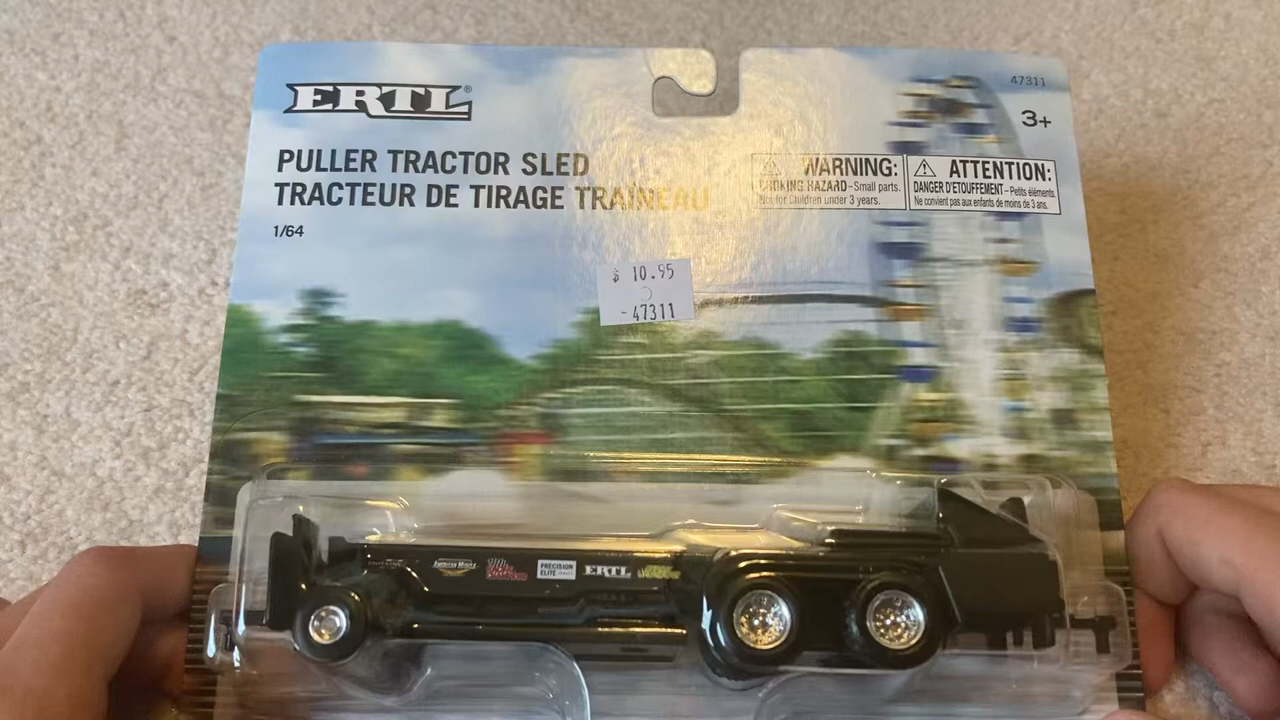 ERTL®
47311
3+
PULLER TRACTOR SLED
TRACTEUR DE TIRAGE TRAÎNEAU
1/64
WARNING:
CHOKING HAZARD–Small parts.
Not for Children under 3 years.
ATTENTION:
DANGER D'ETOUFFEMENT–Petits éléments.
Ne convient pas aux enfants de moins de 3 ans.
$ 10.95
-47311
AMERICAN MUSCLE
PRECISION
ELITE
ERTL